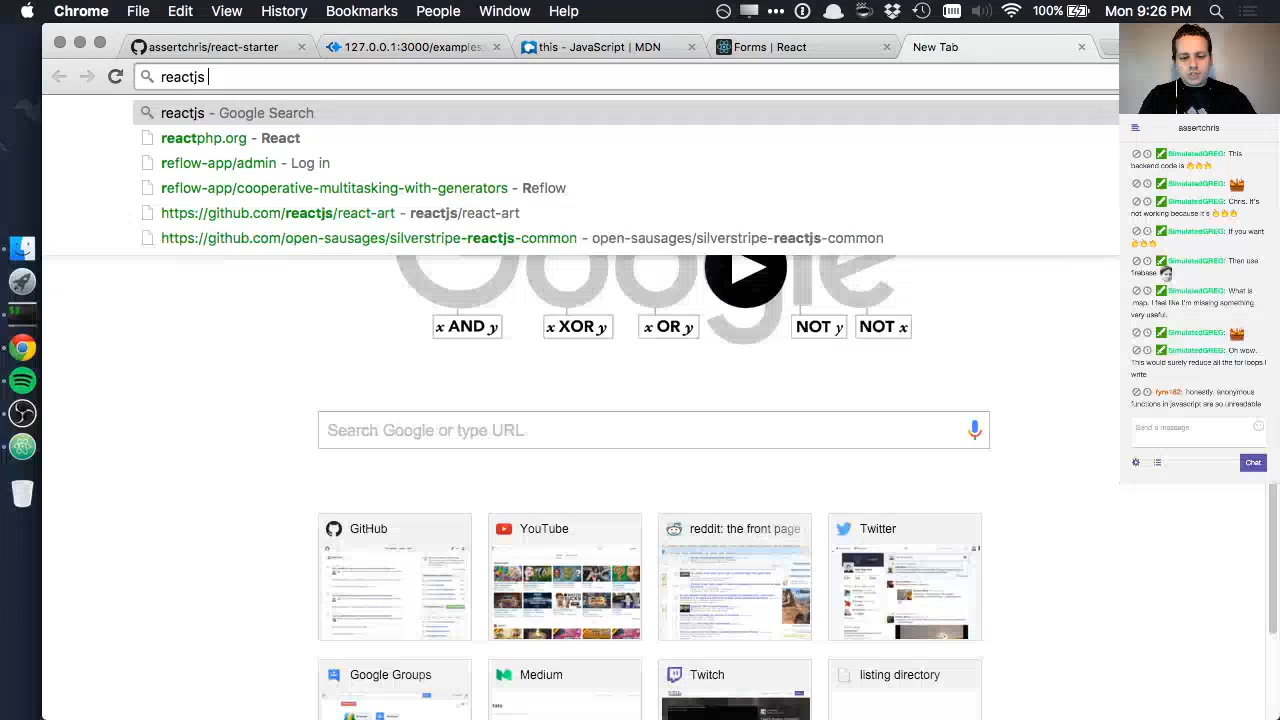 Chrome File Edit View History Bookmarks People Window Help 100% Mon 9:26 PM
assertchris/react-starter × 127.0.0.1:3000/examples × this - JavaScript | MDN × Forms | React × New Tab ×
reactjs
reactjs - Google Search
reactphp.org - React
reflow-app/admin - Log in
reflow-app/cooperative-multitasking-with-generators - Reflow
https://github.com/reactjs/react-art - reactjs/react-art
https://github.com/open-sausages/silverstripe-reactjs-common - open-sausages/silverstripe-reactjs-common
Google
x AND y x XOR y x OR y NOT y NOT x
Search Google or type URL
GitHub YouTube reddit: the front page Twitter
Google Groups Medium Twitch listing directory
assertchris
SimulatedGREG: This
backend code is
SimulatedGREG:
SimulatedGREG: Chris. It's
not working because it's
SimulatedGREG: If you want
SimulatedGREG: Then use
firebase
SimulatedGREG: What is
.map. I feel like I'm missing something
very useful.
SimulatedGREG:
SimulatedGREG: Oh wow.
This would surely reduce all the for loops I
write
fyre182: honestly, anonymous
functions in javascript are so unreadable
Send a message
Chat